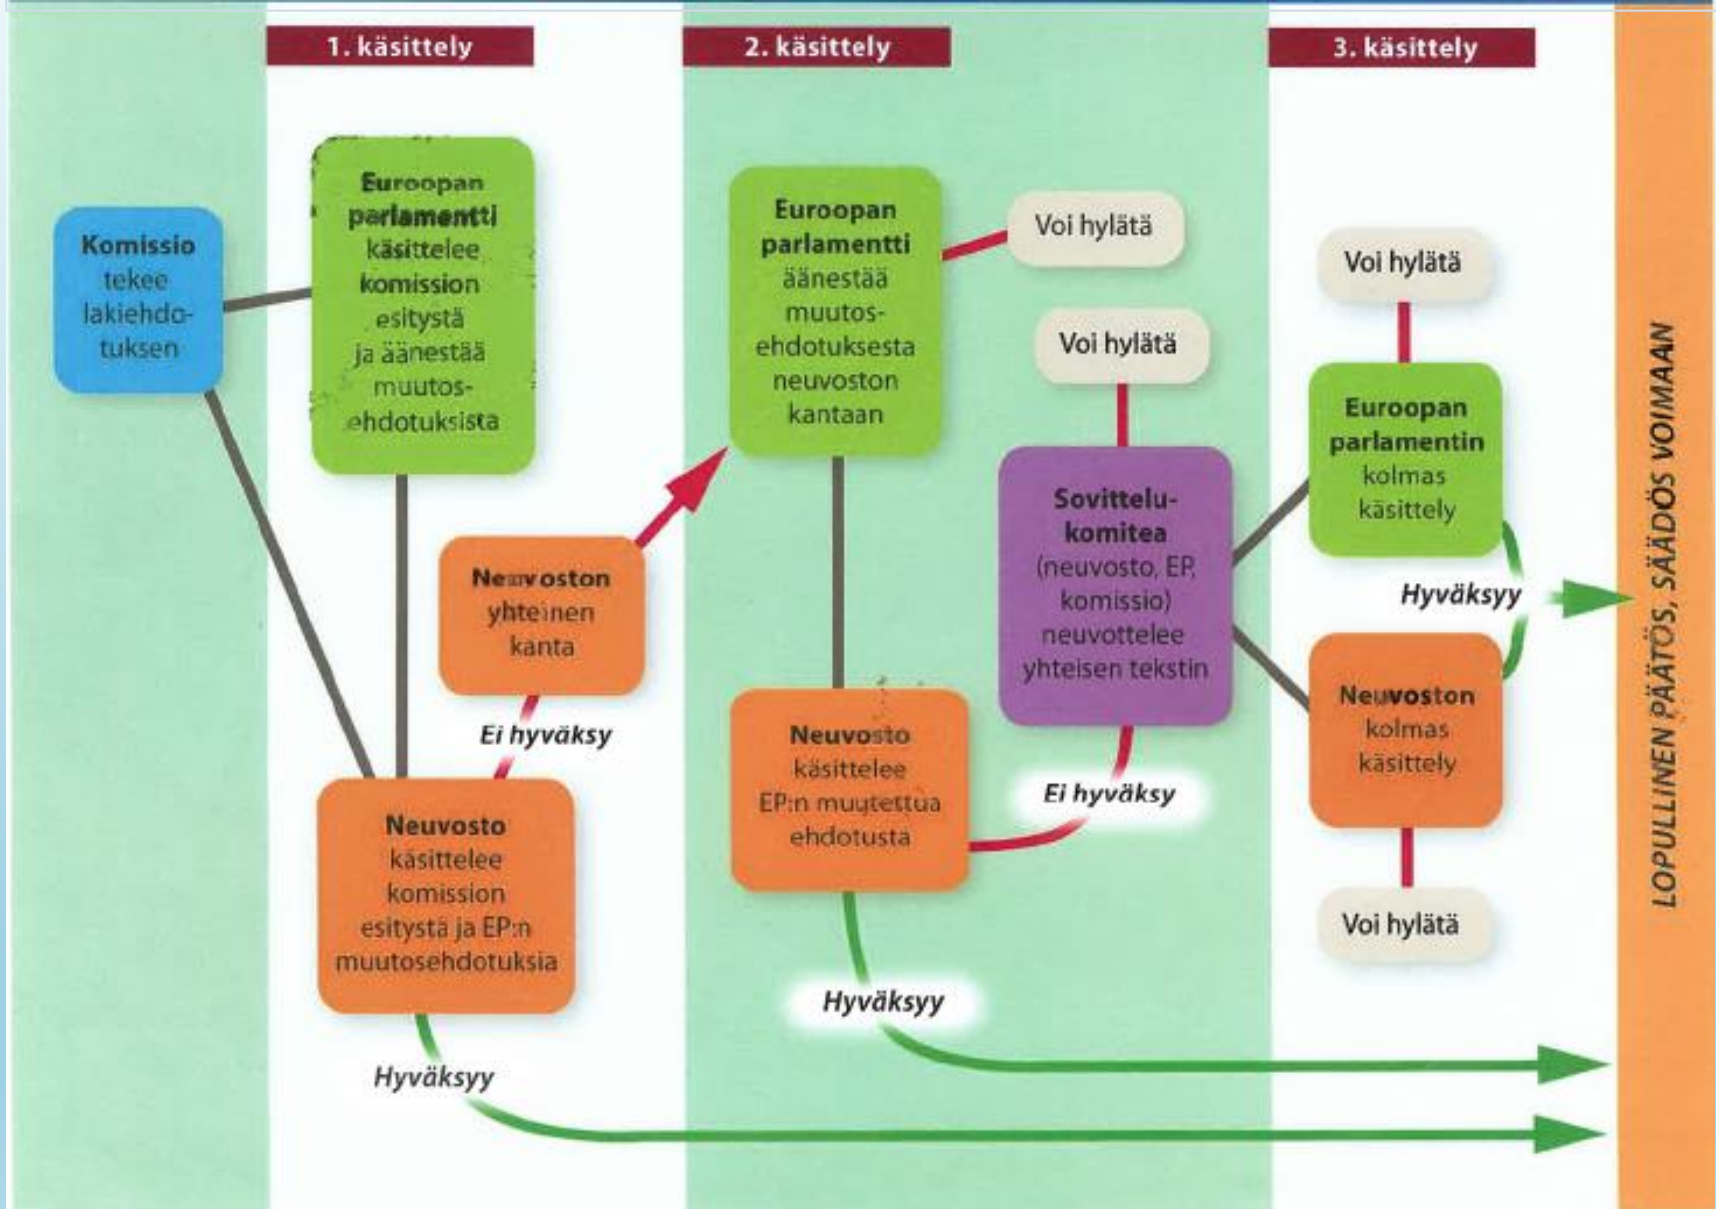 1. käsittely
2. käsittely
3. käsittely
Komissio
tekee
lakiehdo-
tuksen
Euroopan
parlamentti
käsittelee
komission
esitystä
ja äänestää
muutos-
ehdotuksista
Neuvoston
yhteinen
kanta
Ei hyväksy
Neuvosto
käsittelee
komission
esitystä ja EP:n
muutosehdotuksia
Hyväksyy
Euroopan
parlamentti
äänestää
muutos-
ehdotuksesta
neuvoston
kantaan
Voi hylätä
Voi hylätä
Sovittelu-
komitea
(neuvosto, EP,
komissio)
neuvottelee
yhteisen tekstin
Ei hyväksy
Neuvosto
käsittelee
EP:n muutettua
ehdotusta
Hyväksyy
Voi hylätä
Euroopan
parlamentin
kolmas
käsittely
Hyväksyy
Neuvoston
kolmas
käsittely
Voi hylätä
LOPULLINEN PÄÄTÖS, SÄÄDÖS VOIMAAN